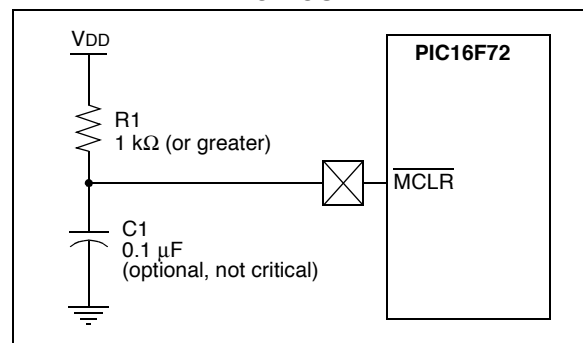 VDD
PIC16F72
R1
1 kΩ (or greater)
MCLR
C1
0.1 μF
(optional, not critical)